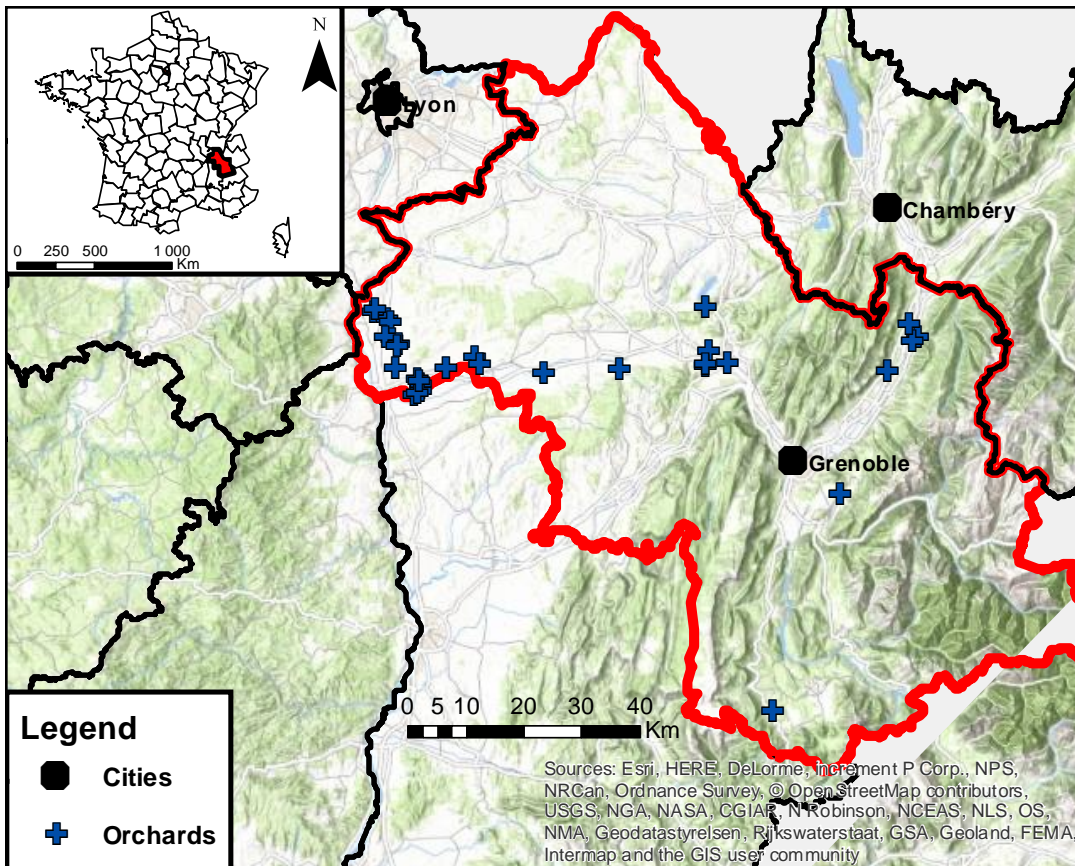 N
0 250 500 1000
Km
Lyon
Chambéry
Grenoble
0 5 10 20 30 40
Km
Legend
Cities
Orchards
Sources: Esri, HERE, DeLorme, Increment P Corp., NPS,
NRCan, Ordnance Survey, © OpenStreetMap contributors,
USGS, NGA, NASA, CGIAR, N Robinson, NCEAS, NLS, OS,
NMA, Geodatastyrelsen, Rijkswaterstaat, GSA, Geoland, FEMA,
Intermap and the GIS user community